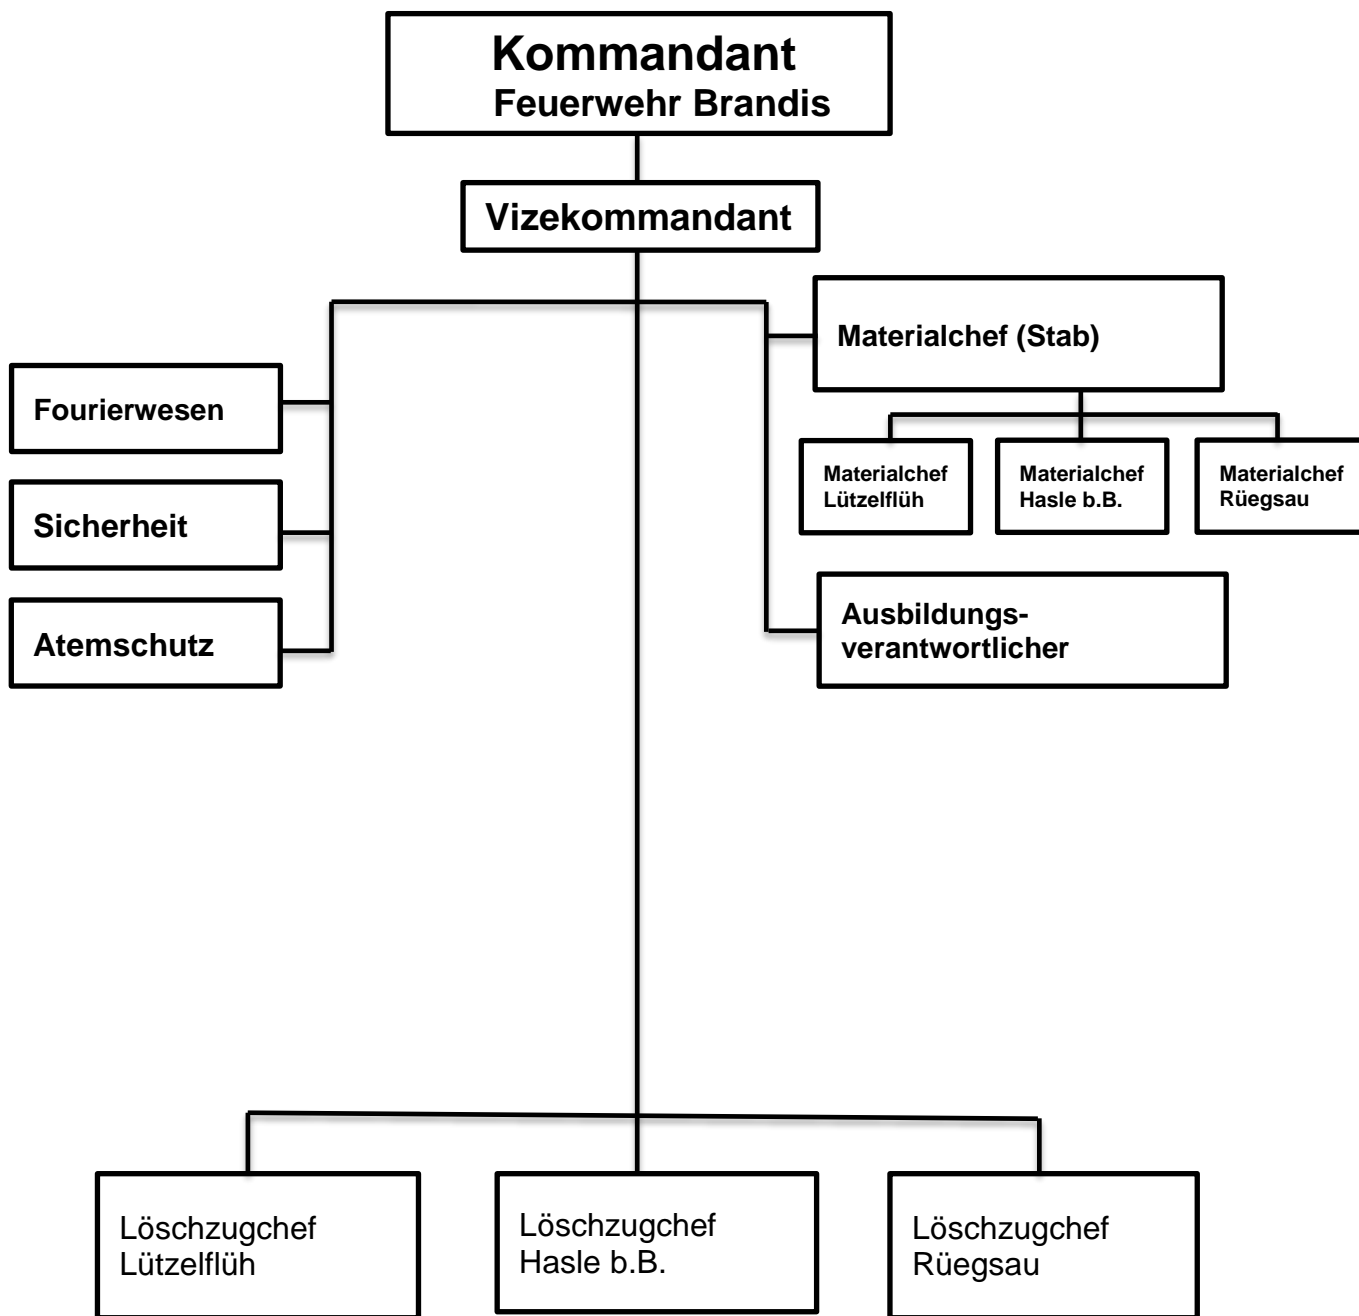 Kommandant
Feuerwehr Brandis
Vizekommandant
Materialchef (Stab)
Fourierwesen
Materialchef
Lützelflüh
Materialchef
Hasle b.B.
Materialchef
Rüegsau
Sicherheit
Atemschutz
Ausbildungs-
verantwortlicher
Löschzugchef
Lützelflüh
Löschzugchef
Hasle b.B.
Löschzugchef
Rüegsau